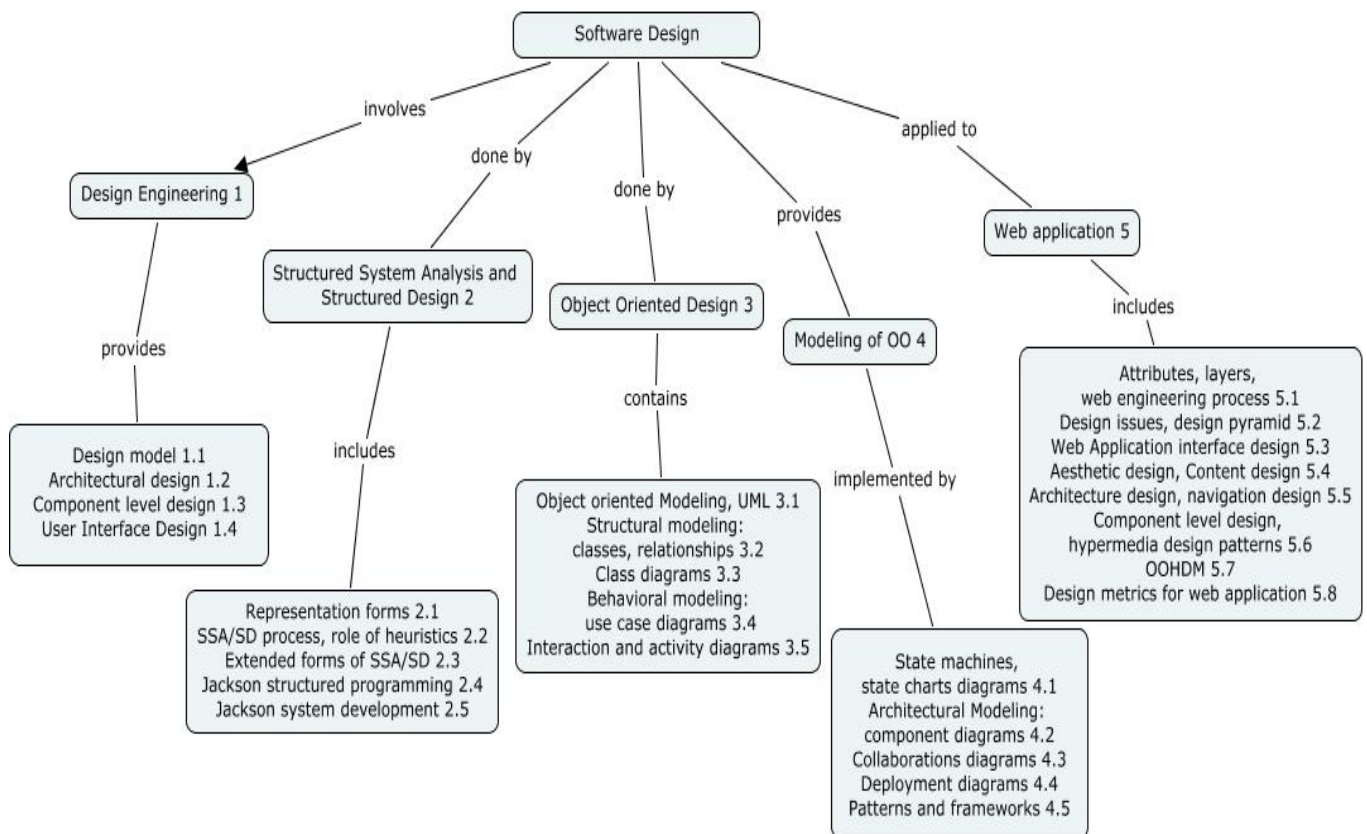 Software Design
involves
done by
done by
provides
applied to
Design Engineering 1
Structured System Analysis and
Structured Design 2
Object Oriented Design 3
Modeling of OO 4
Web application 5
provides
includes
contains
implemented by
includes
Design model 1.1
Architectural design 1.2
Component level design 1.3
User Interface Design 1.4
Representation forms 2.1
SSA/SD process, role of heuristics 2.2
Extended forms of SSA/SD 2.3
Jackson structured programming 2.4
Jackson system development 2.5
Object oriented Modeling, UML 3.1
Structural modeling:
classes, relationships 3.2
Class diagrams 3.3
Behavioral modeling:
use case diagrams 3.4
Interaction and activity diagrams 3.5
State machines,
state charts diagrams 4.1
Architectural Modeling:
component diagrams 4.2
Collaborations diagrams 4.3
Deployment diagrams 4.4
Patterns and frameworks 4.5
Attributes, layers,
web engineering process 5.1
Design issues, design pyramid 5.2
Web Application interface design 5.3
Aesthetic design, Content design 5.4
Architecture design, navigation design 5.5
Component level design,
hypermedia design patterns 5.6
OOHDM 5.7
Design metrics for web application 5.8